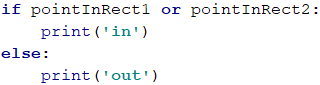 if pointInRect1 or pointInRect2:
    print('in')
else:
    print('out')